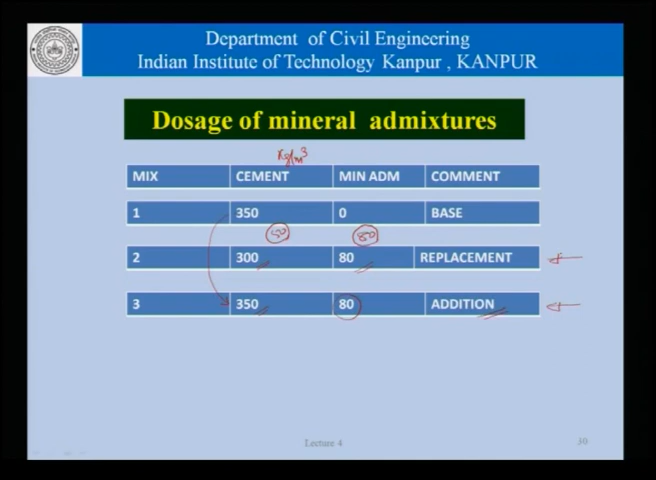 Department of Civil Engineering
Indian Institute of Technology Kanpur , KANPUR
Dosage of mineral admixtures
Kg/m³
MIX CEMENT MIN ADM COMMENT
1 350 0 BASE
50 80
2 300 80 REPLACEMENT
3 350 80 ADDITION
Lecture 4 30